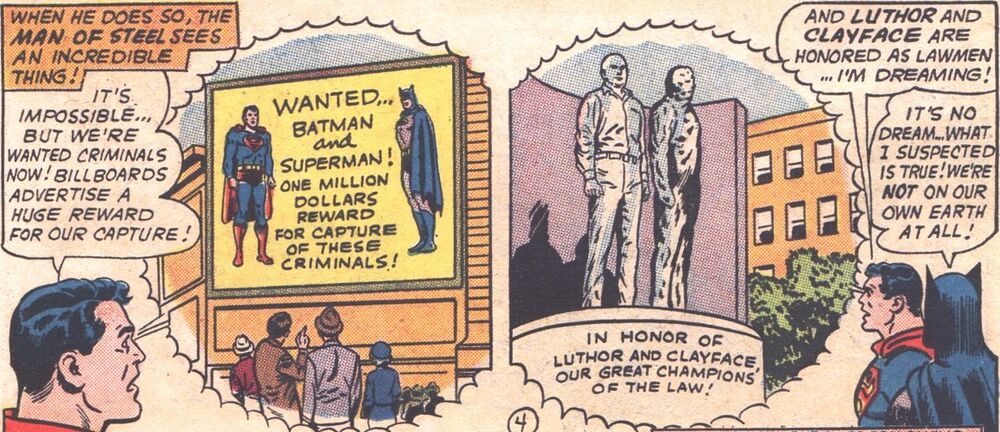 WHEN HE DOES SO, THE
MAN OF STEEL SEES
AN INCREDIBLE
THING!
IT'S
IMPOSSIBLE...
BUT WE'RE
WANTED CRIMINALS
NOW! BILLBOARDS
ADVERTISE A
HUGE REWARD
FOR OUR CAPTURE!
WANTED...
BATMAN
and
SUPERMAN!
ONE MILLION
DOLLARS
REWARD
FOR CAPTURE
OF THESE
CRIMINALS!
AND LUTHOR AND
CLAYFACE ARE
HONORED AS LAWMEN
...I'M DREAMING!
IT'S NO
DREAM...WHAT
I SUSPECTED
IS TRUE! WE'RE
NOT ON OUR
OWN EARTH
AT ALL!
IN HONOR OF
LUTHOR AND CLAYFACE
OUR GREAT CHAMPIONS
OF THE LAW!
4